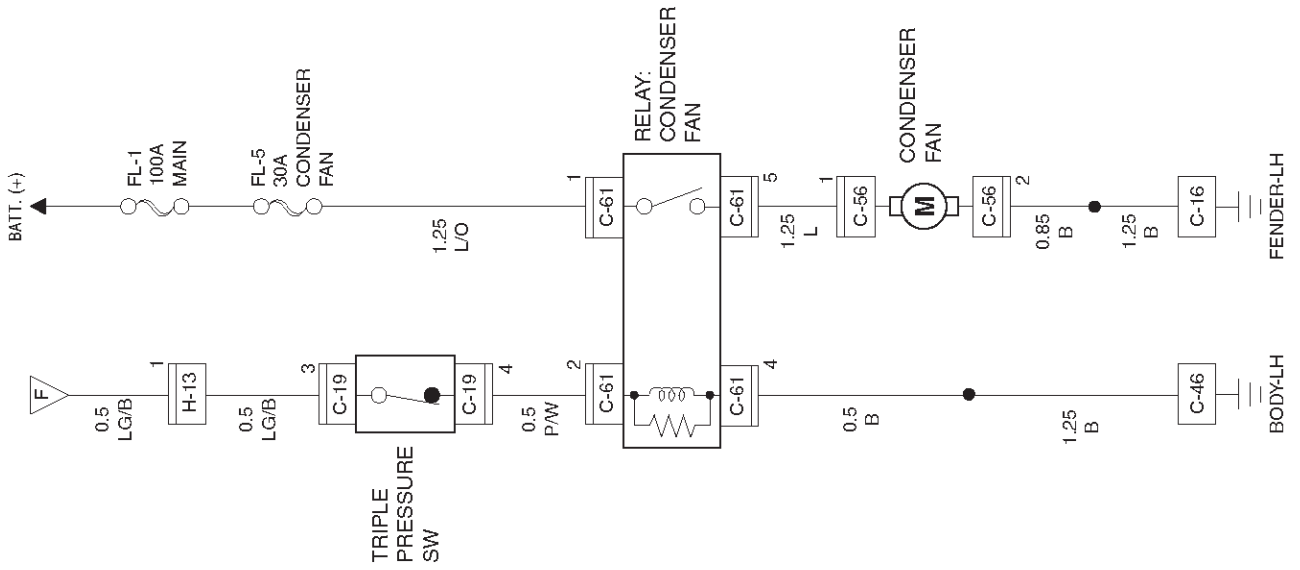 BATT. (+)
FL-1
100A
MAIN
FL-5
30A
CONDENSER
FAN
1.25
L/O
1
C-61
RELAY:
CONDENSER
FAN
C-61
5
1.25
L
1
C-56
M
CONDENSER
FAN
C-56
2
0.85
B
1.25
B
C-16
FENDER-LH
F
0.5
LG/B
1
H-13
0.5
LG/B
3
C-19
TRIPLE
PRESSURE
SW
C-19
4
0.5
P/W
2
C-61
C-61
4
0.5
B
1.25
B
C-46
BODY-LH